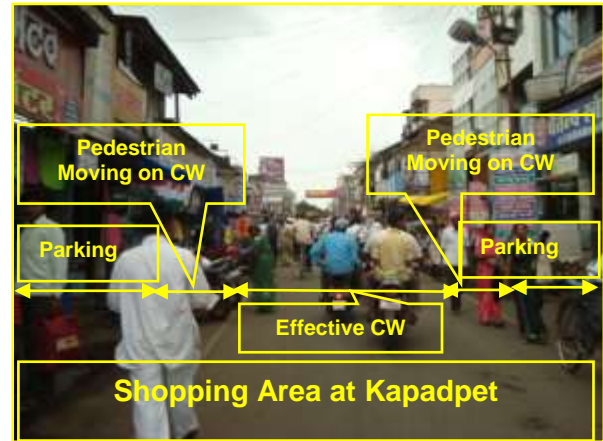 Pedestrian
Moving on CW
Pedestrian
Moving on CW
Parking
Parking
Effective CW
Shopping Area at Kapadpet